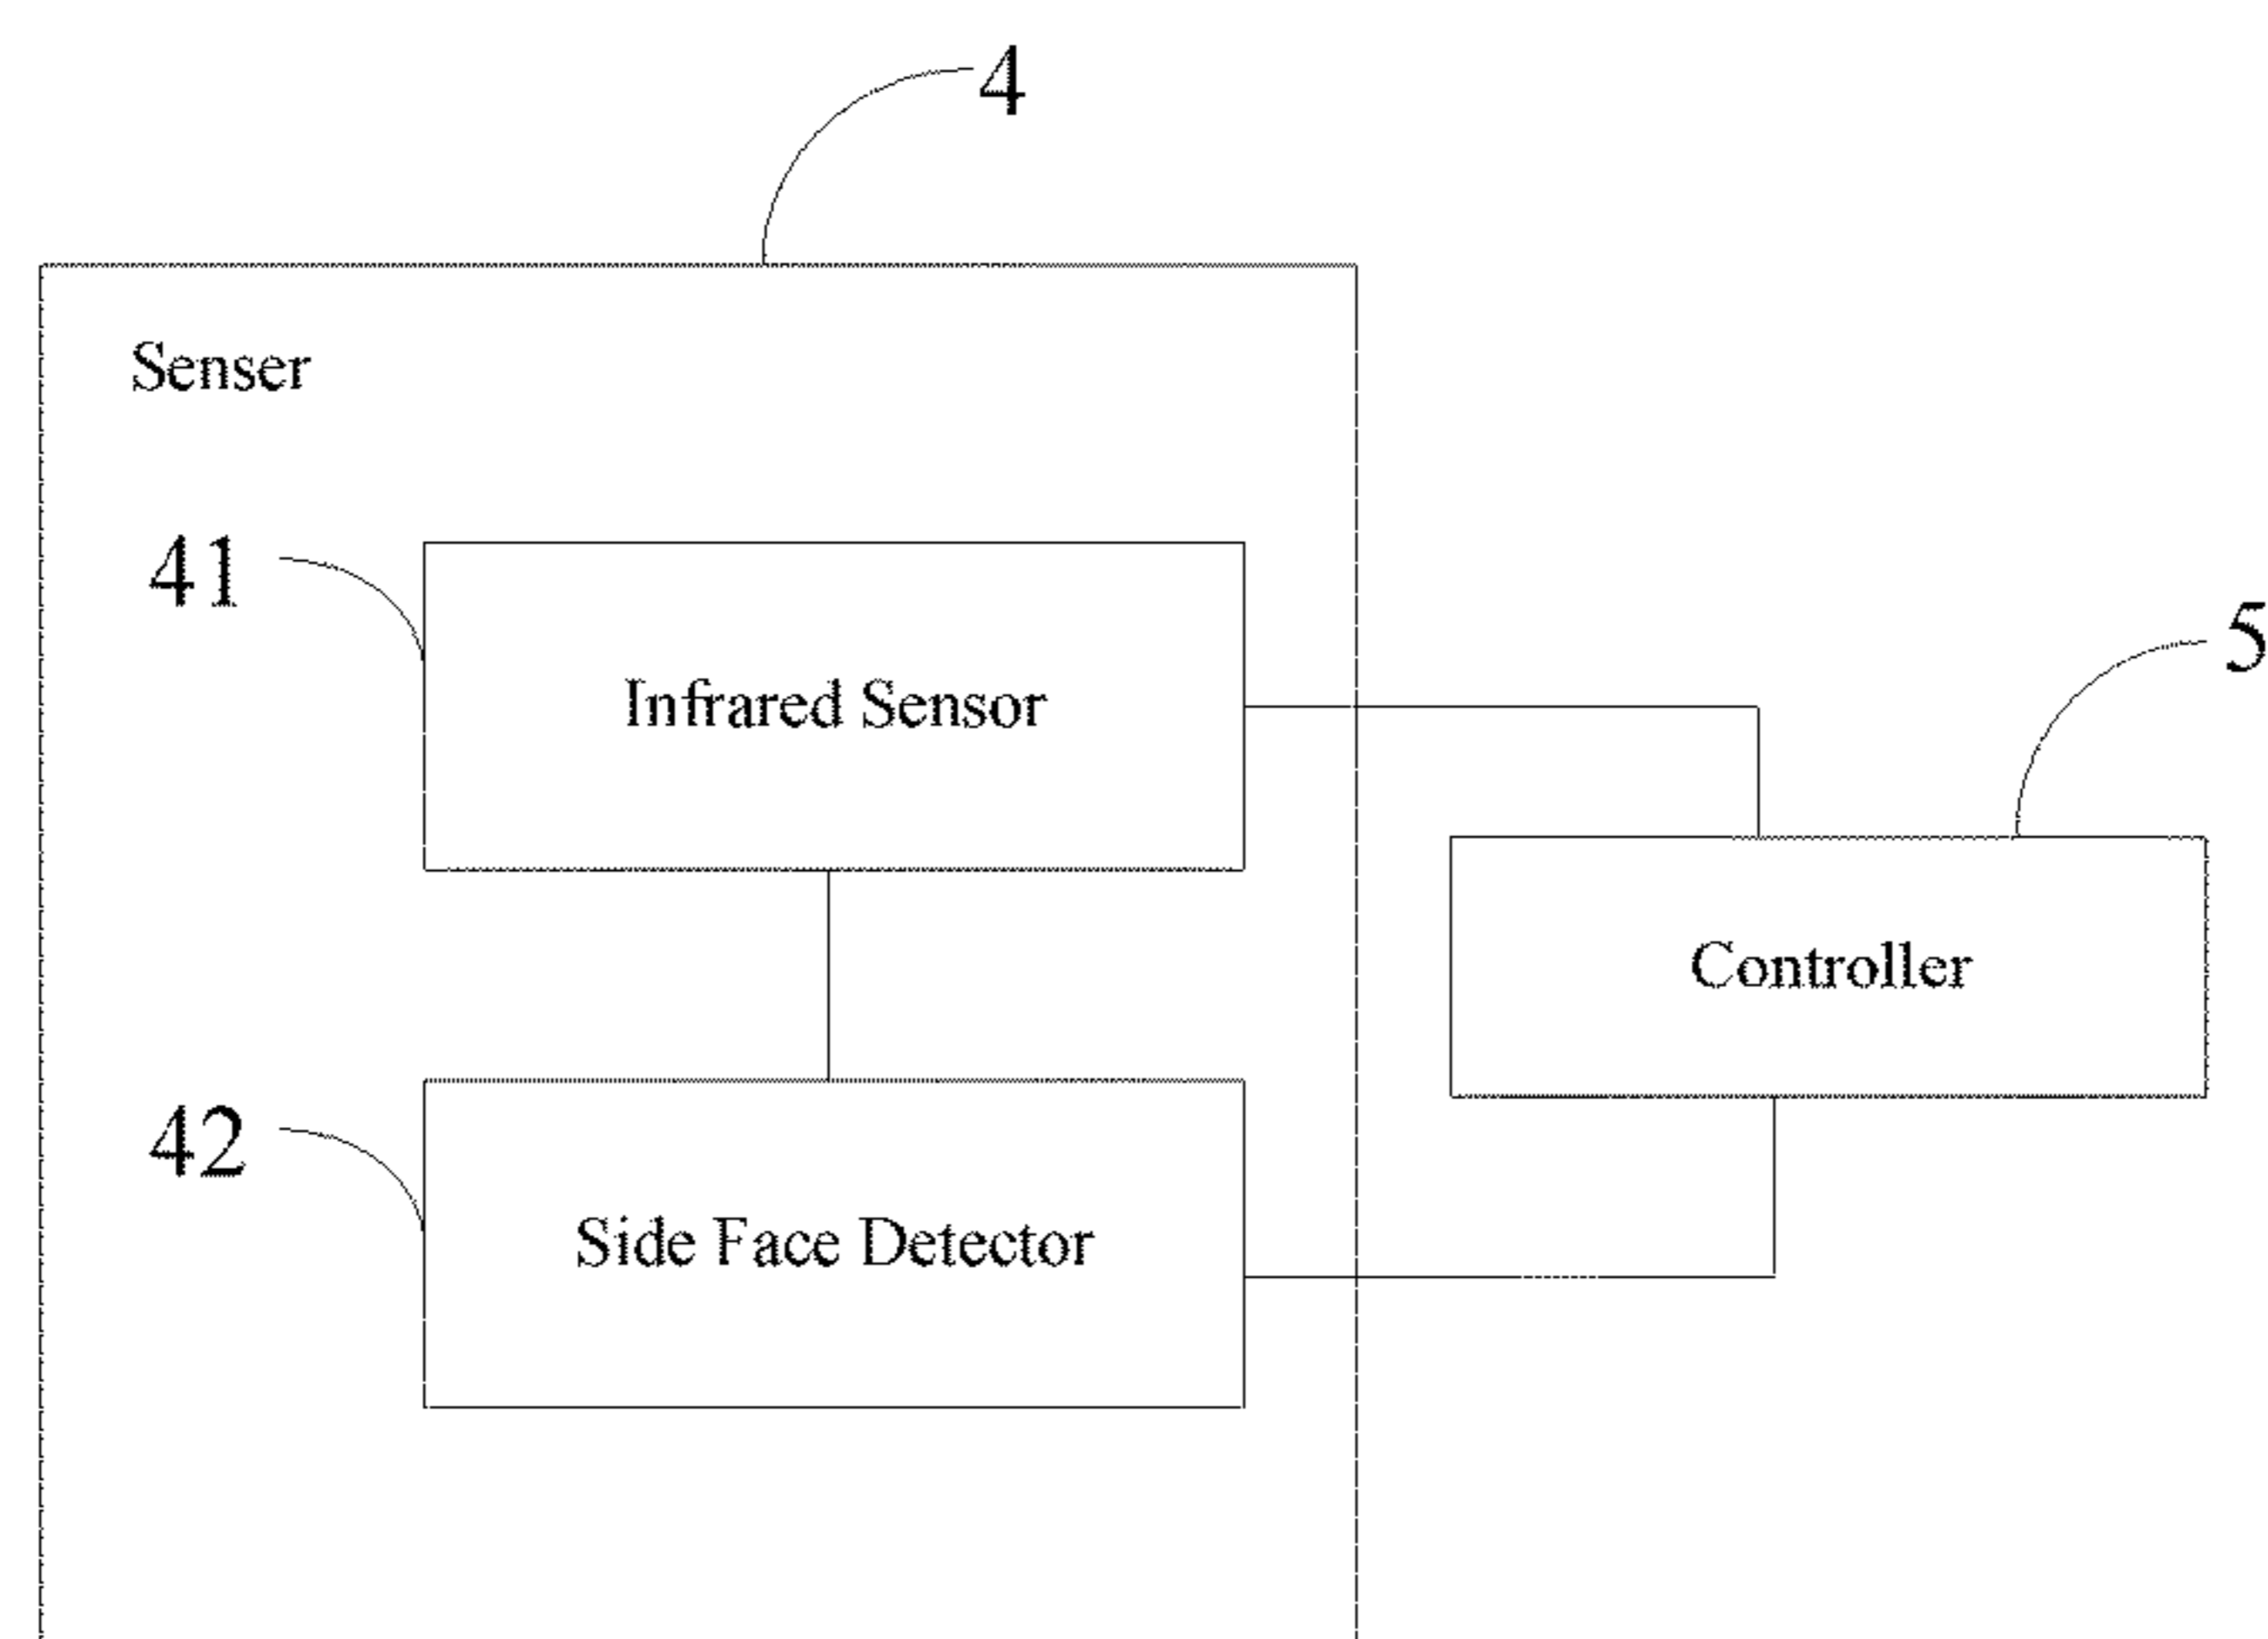 4
Senser
41
Infrared Sensor
5
Controller
42
Side Face Detector